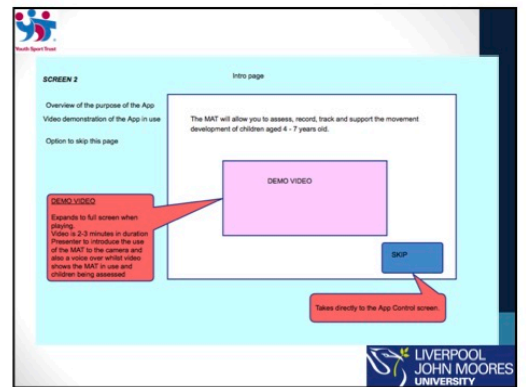 Youth Sport Trust
SCREEN 2
Intro page
Overview of the purpose of the App
Video demonstration of the App in use
Option to skip this page
The MAT will allow you to assess, record, track and support the movement
development of children aged 4 - 7 years old.
DEMO VIDEO
DEMO VIDEO
Expands to full screen when
playing.
Video is 2-3 minutes in duration
Presenter to introduce the use
of the MAT to the camera and
also a voice over whilst video
shows the MAT in use and
children being assessed
SKIP
Takes directly to the App Control screen.
LIVERPOOL
JOHN MOORES
UNIVERSITY